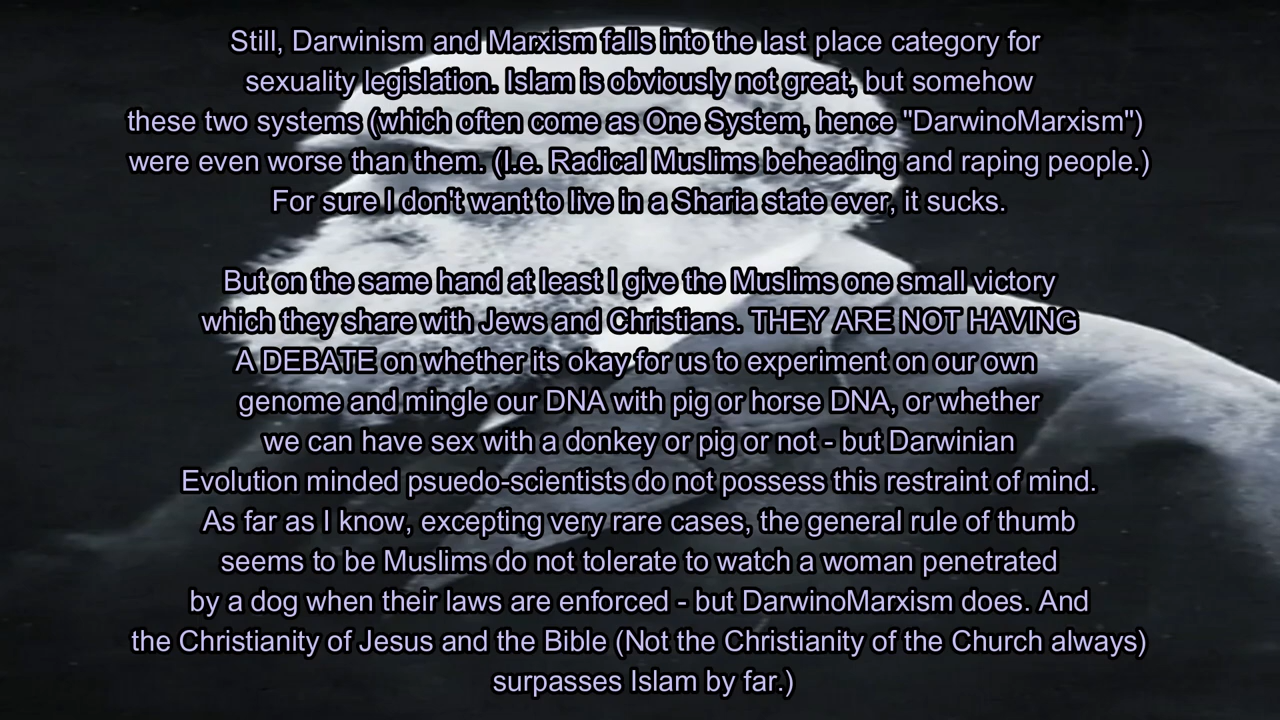 Still, Darwinism and Marxism falls into the last place category for
sexuality legislation. Islam is obviously not great, but somehow
these two systems (which often come as One System, hence "DarwinoMarxism")
were even worse than them. (I.e. Radical Muslims beheading and raping people.)
For sure I don't want to live in a Sharia state ever, it sucks.
But on the same hand at least I give the Muslims one small victory
which they share with Jews and Christians. THEY ARE NOT HAVING
A DEBATE on whether its okay for us to experiment on our own
genome and mingle our DNA with pig or horse DNA, or whether
we can have sex with a donkey or pig or not - but Darwinian
Evolution minded psuedo-scientists do not possess this restraint of mind.
As far as I know, excepting very rare cases, the general rule of thumb
seems to be Muslims do not tolerate to watch a woman penetrated
by a dog when their laws are enforced - but DarwinoMarxism does. And
the Christianity of Jesus and the Bible (Not the Christianity of the Church always)
surpasses Islam by far.)